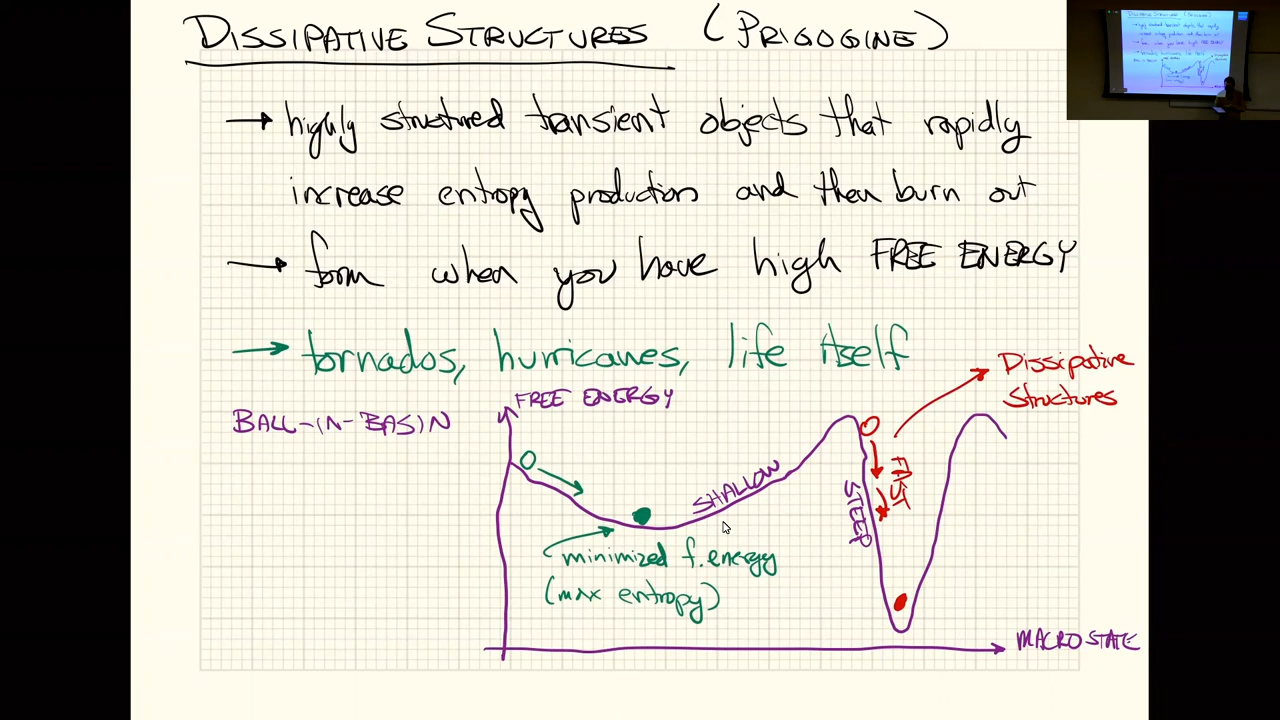 DISSIPATIVE STRUCTURES (PRIGOGINE)
→ highly structured transient objects that rapidly
increase entropy production and then burn out
→ form when you have high FREE ENERGY
→ tornados, hurricanes, life itself
BALL-IN-BASIN
FREE ENERGY
Dissipative
Structures
SHALLOW
STEEP
FAST
minimized f. energy
(max entropy)
MACROSTATE